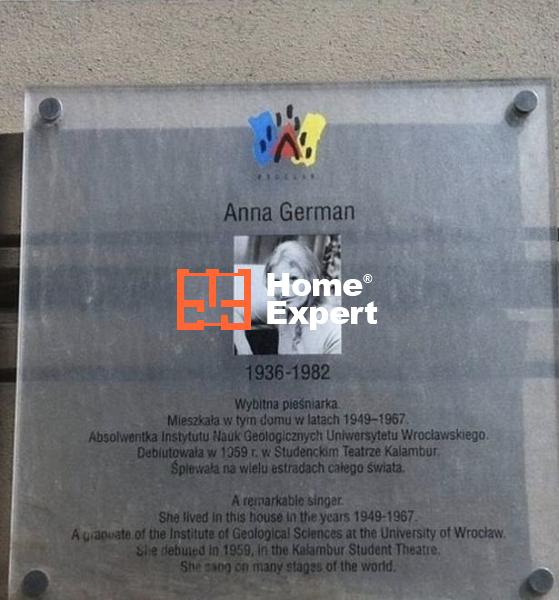 WROCŁAW
Anna German
Home®
Expert
1936-1982
Wybitna pieśniarka.
Mieszkała w tym domu w latach 1949–1967.
Absolwentka Instytutu Nauk Geologicznych Uniwersytetu Wrocławskiego.
Debiutowała w 1959 r. w Studenckim Teatrze Kalambur.
Śpiewała na wielu estradach całego świata.
A remarkable singer.
She lived in this house in the years 1949-1967.
A graduate of the Institute of Geological Sciences at the University of Wrocław.
She debuted in 1959, in the Kalambur Student Theatre.
She sang on many stages of the world.